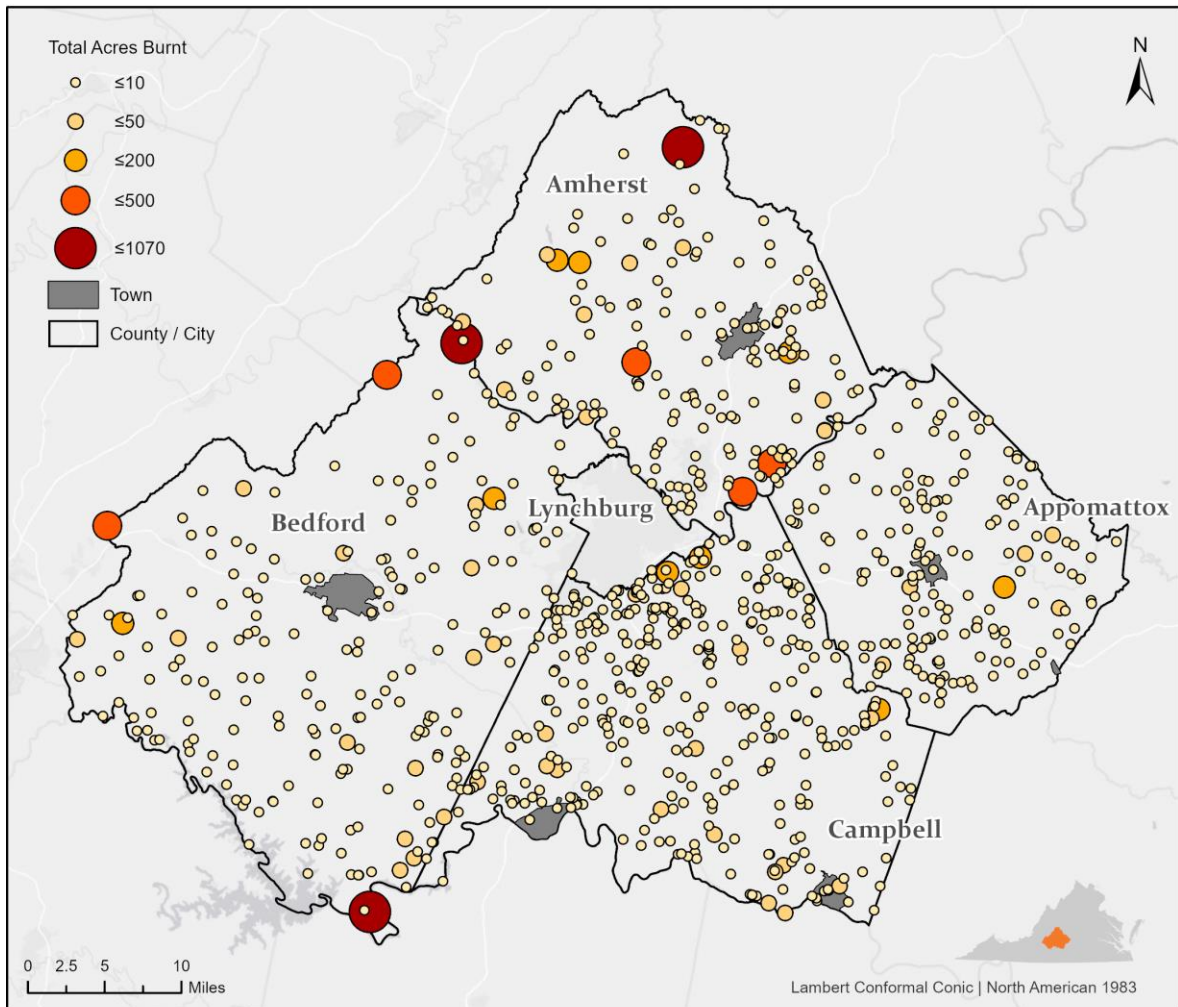 Total Acres Burnt
≤10
≤50
≤200
≤500
≤1070
Town
County / City
N
Amherst
Lynchburg
Bedford
Appomattox
Campbell
0 2.5 5 10
Miles
Lambert Conformal Conic | North American 1983